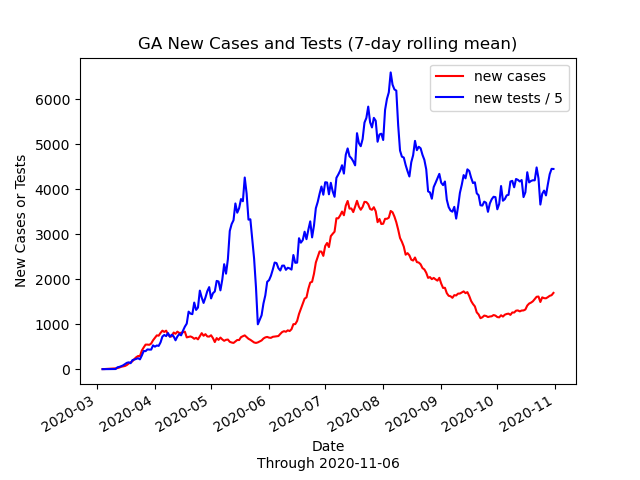 GA New Cases and Tests (7-day rolling mean)
new cases
new tests / 5
New Cases or Tests
6000
5000
4000
3000
2000
1000
0
2020-03
2020-04
2020-05
2020-06
2020-07
2020-08
2020-09
2020-10
2020-11
Date
Through 2020-11-06